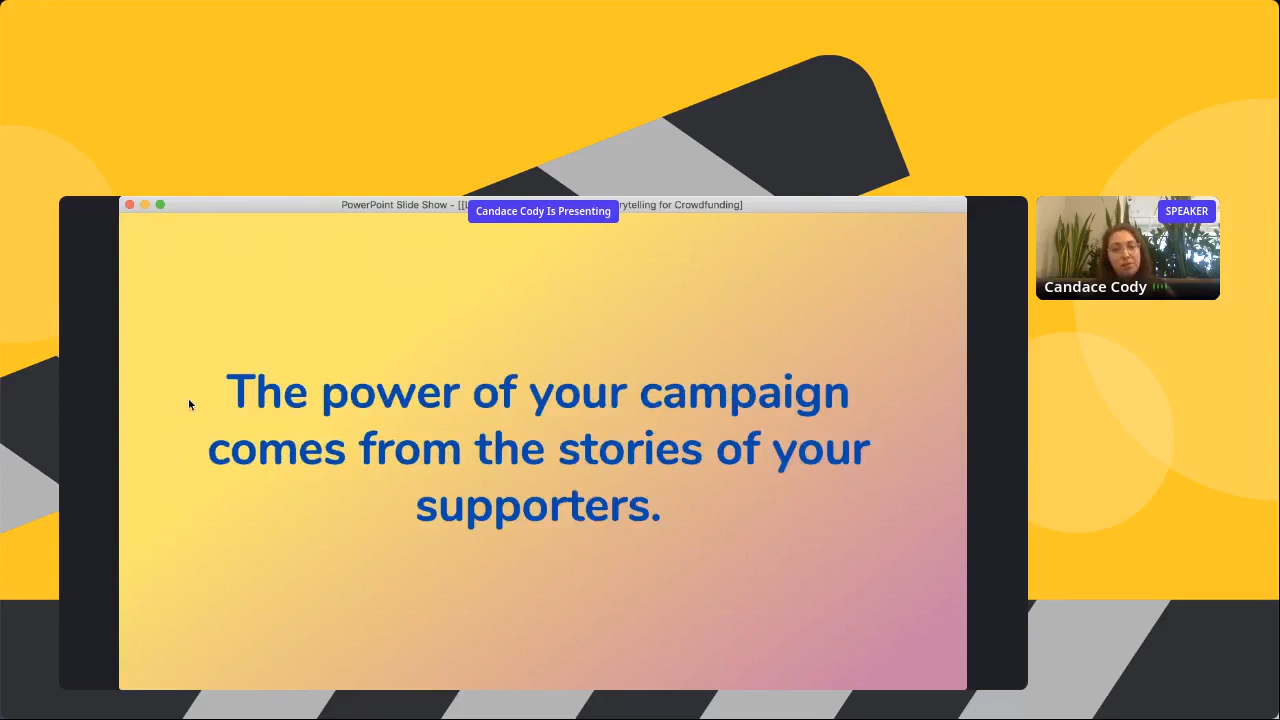 PowerPoint Slide Show - [[L
Candace Cody Is Presenting
rytelling for Crowdfunding]
SPEAKER
Candace Cody
The power of your campaign
comes from the stories of your
supporters.